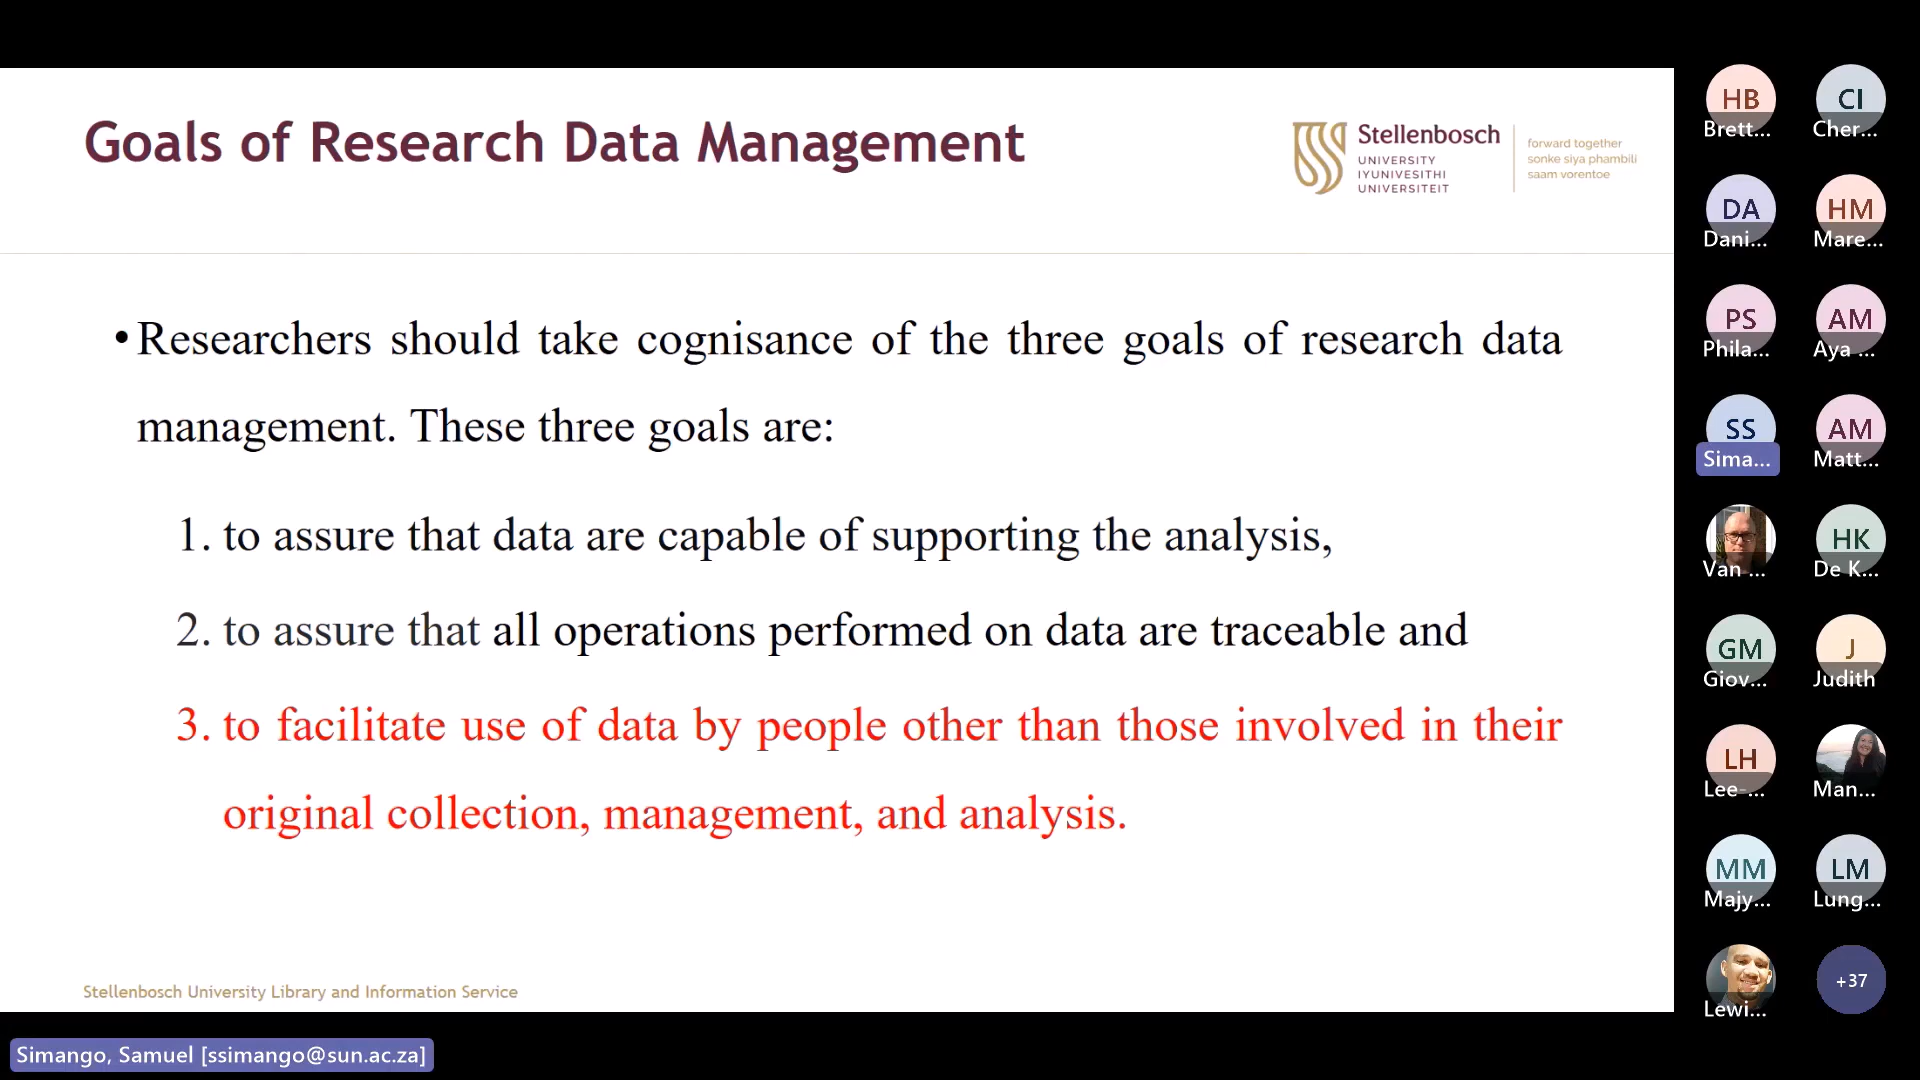 Goals of Research Data Management
Stellenbosch
UNIVERSITY
IYUNIVESITHI
UNIVERSITEIT
forward together
sonke siya phambili
saam vorentoe
• Researchers should take cognisance of the three goals of research data
management. These three goals are:
1. to assure that data are capable of supporting the analysis,
2. to assure that all operations performed on data are traceable and
3. to facilitate use of data by people other than those involved in their
original collection, management, and analysis.
Stellenbosch University Library and Information Service
Simango, Samuel [ssimango@sun.ac.za]
HB
Brett...
CI
Cher...
DA
Dani...
HM
Mare...
PS
Phila...
AM
Aya ...
SS
Sima...
AM
Matt...
Van ...
HK
De K...
GM
Giov...
J
Judith
LH
Lee-...
Man...
MM
Majy...
LM
Lung...
Lewi...
+37